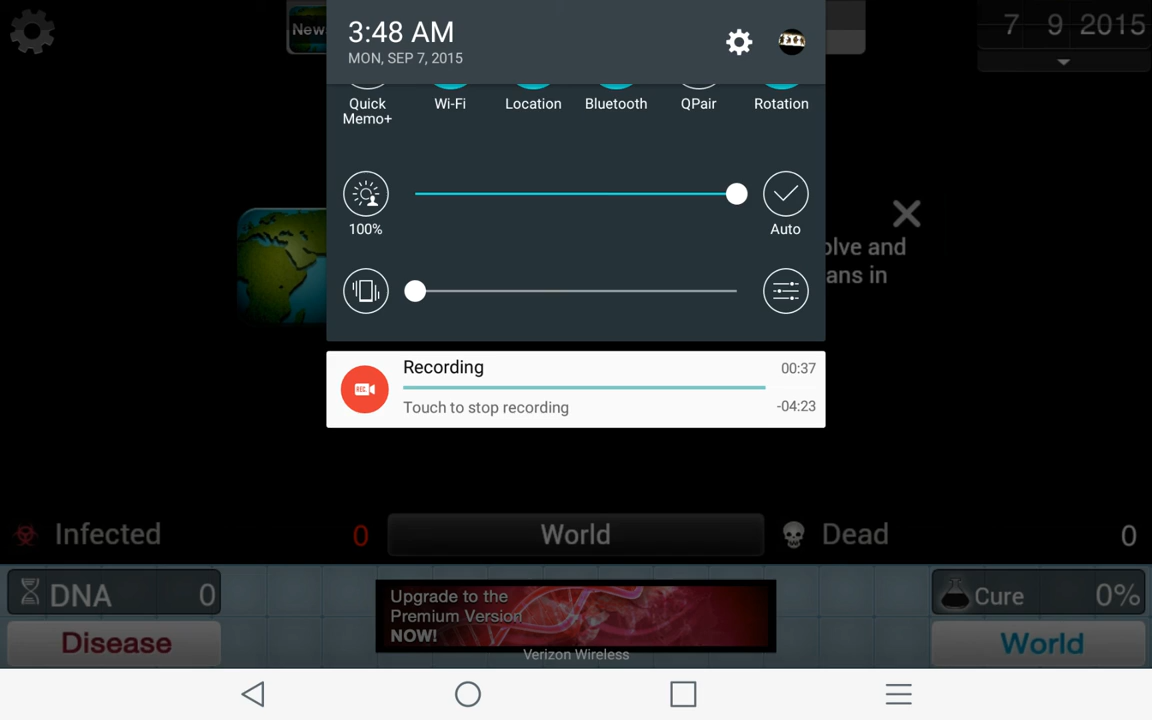 News
3:48 AM
MON, SEP 7, 2015
7 9 2015
Quick
Memo+
Wi-Fi
Location
Bluetooth
QPair
Rotation
100%
Auto
olve and
ans in
Recording
00:37
REC
Touch to stop recording
-04:23
Infected
0
World
Dead
0
DNA
0
Upgrade to the
Premium Version
NOW!
Cure
0%
Disease
Verizon Wireless
World